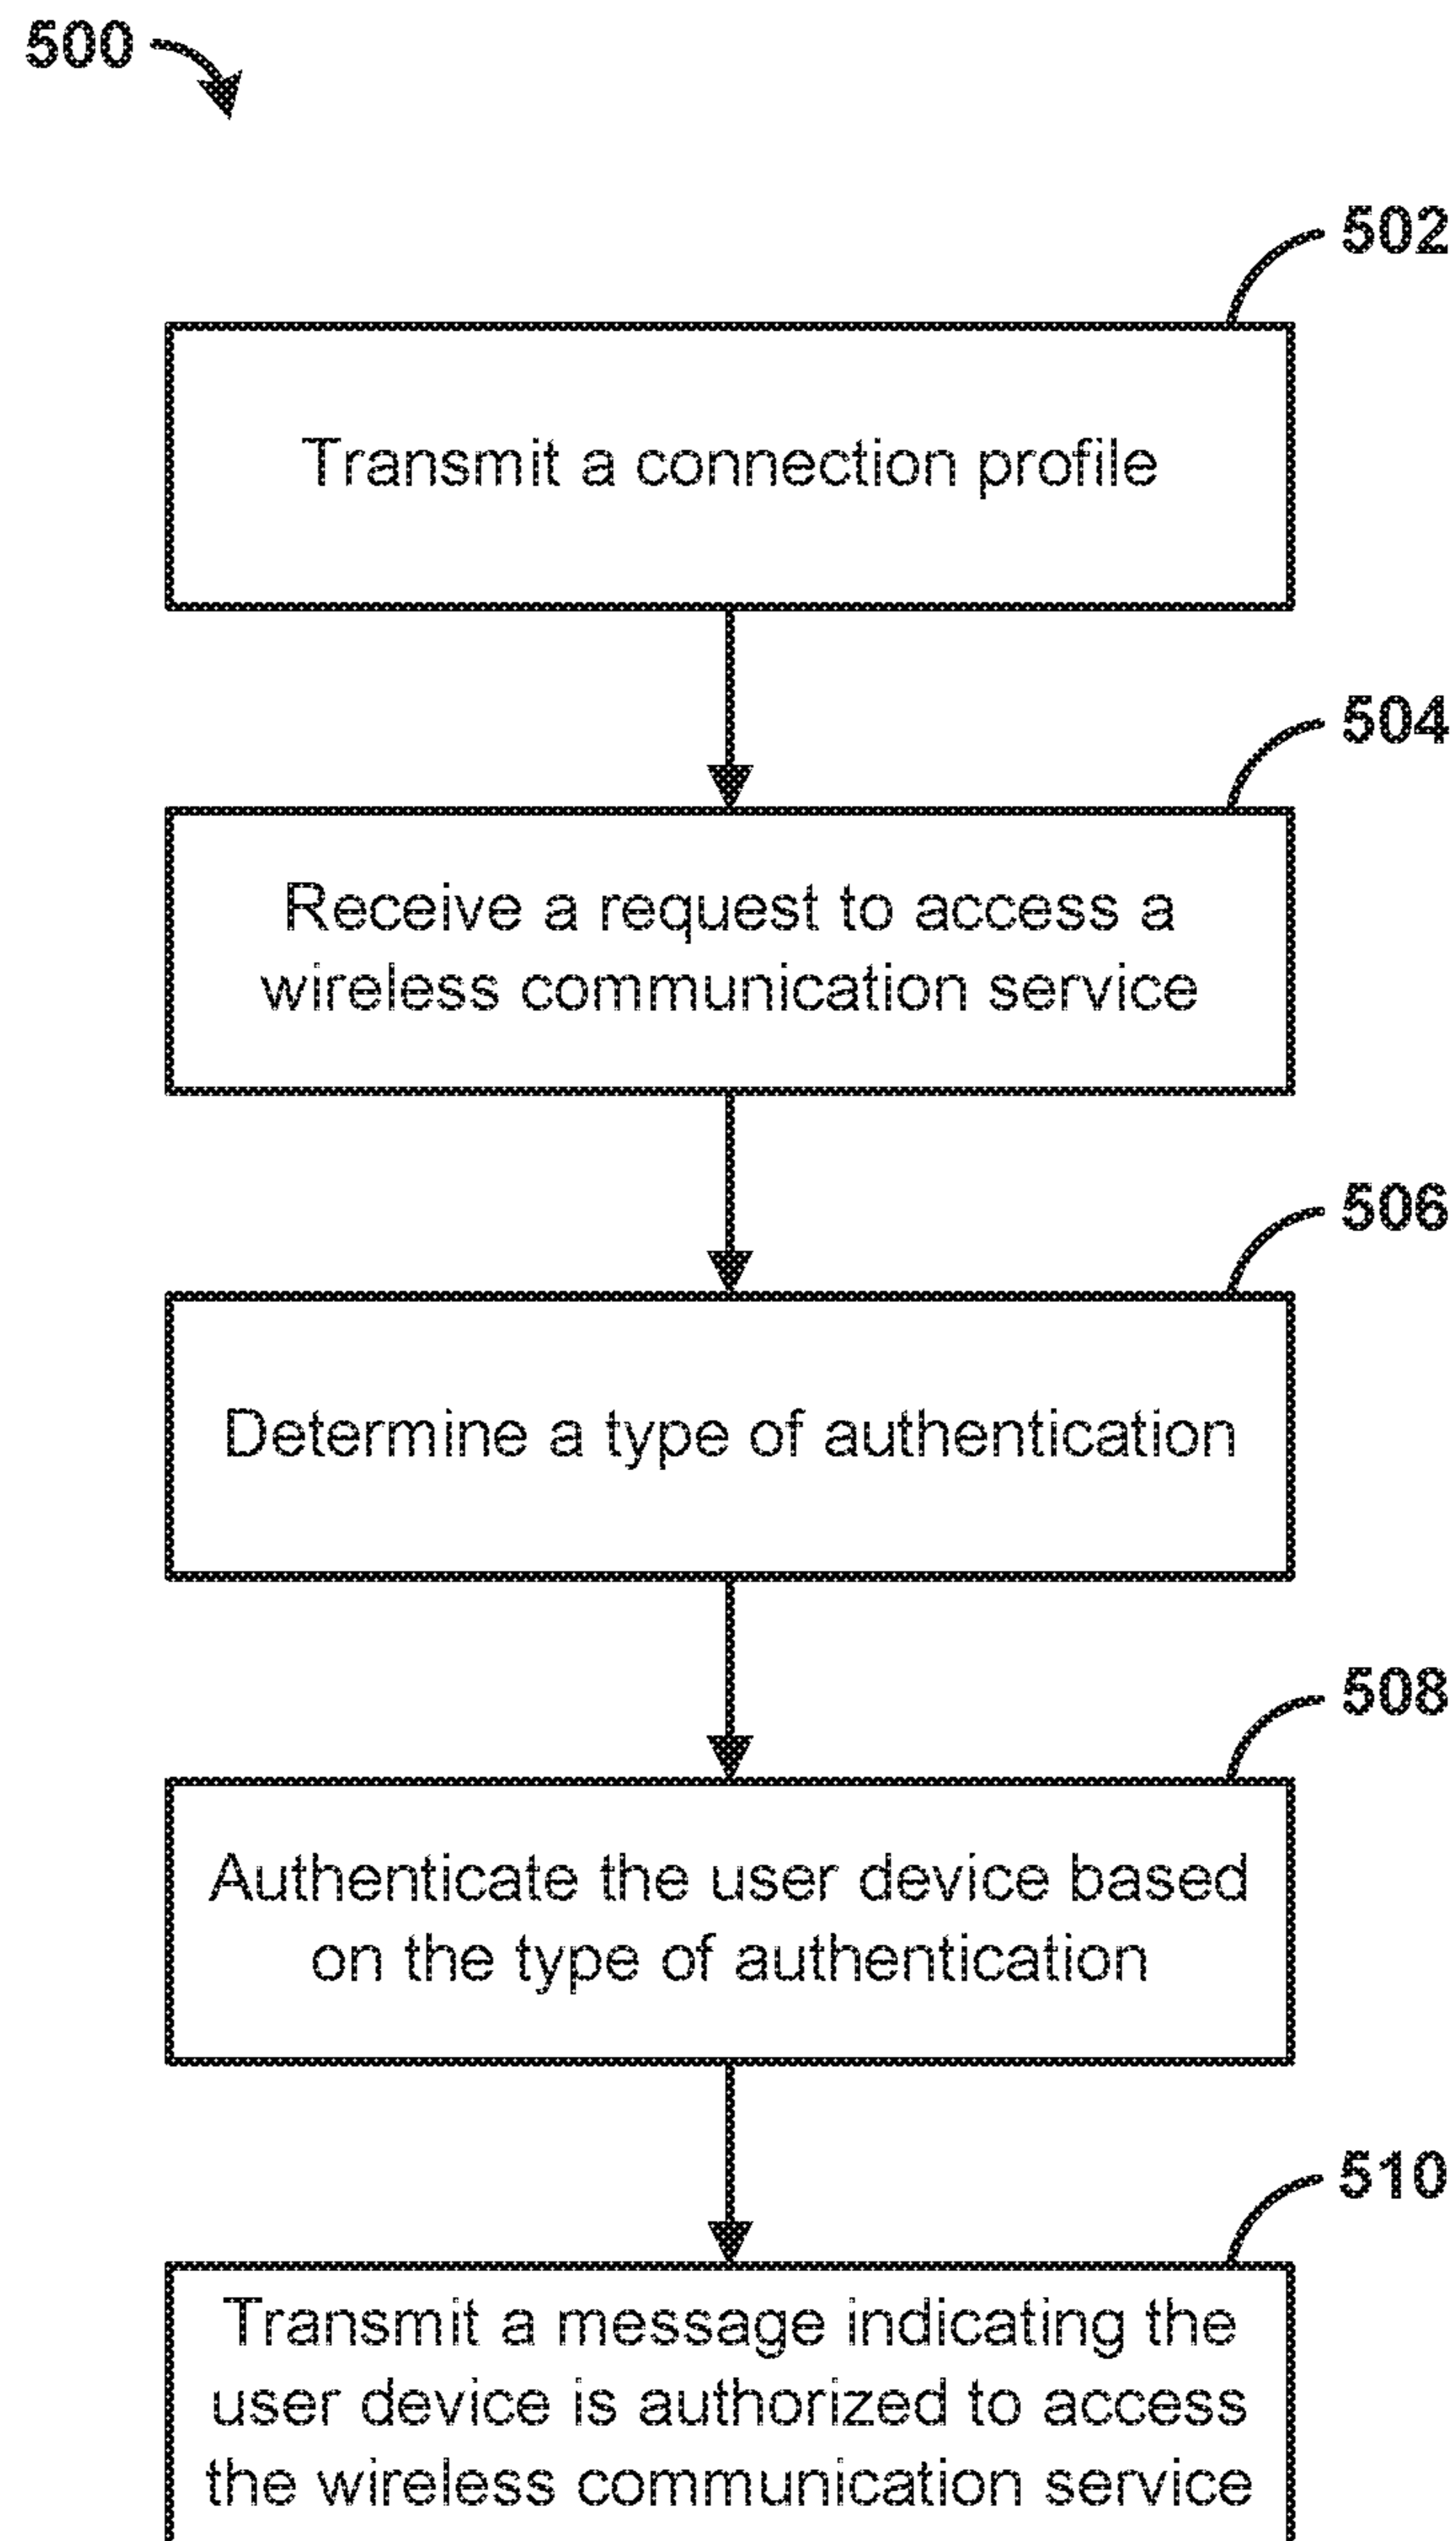 500
502
Transmit a connection profile
504
Receive a request to access a
wireless communication service
506
Determine a type of authentication
508
Authenticate the user device based
on the type of authentication
510
Transmit a message indicating the
user device is authorized to access
the wireless communication service